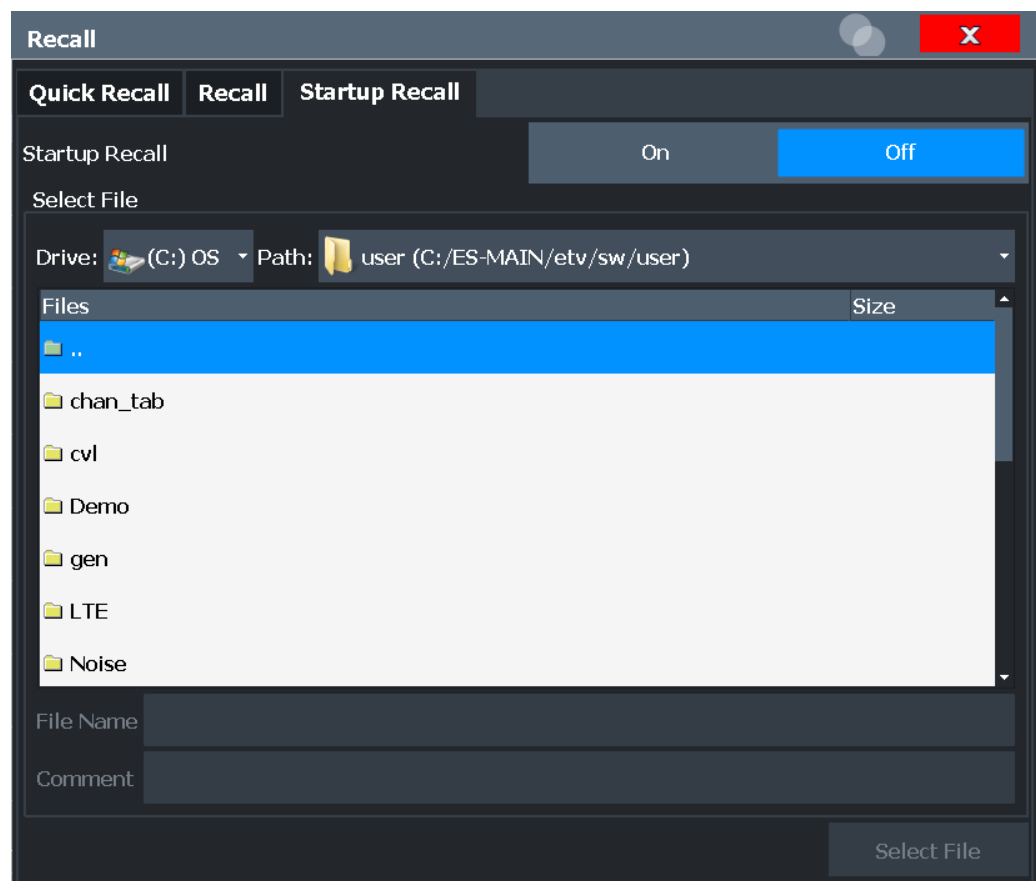 Recall
X
Quick Recall Recall Startup Recall
Startup Recall On Off
Select File
Drive: (C:) OS Path: user (C:/ES-MAIN/etv/sw/user)
Files Size
..
chan_tab
cvl
Demo
gen
LTE
Noise
File Name
Comment
Select File